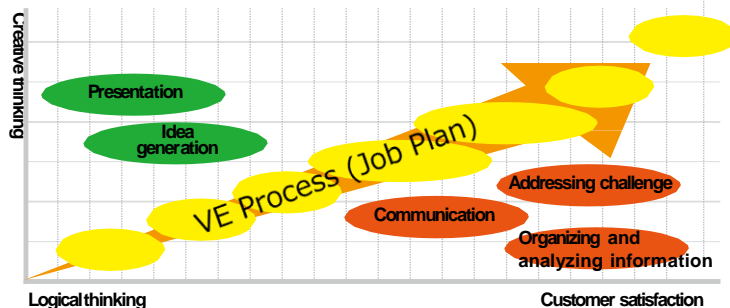 Creative thinking
Presentation
Idea
generation
VE Process (Job Plan)
Addressing challenge
Communication
Organizing and
analyzing information
Logical thinking
Customer satisfaction